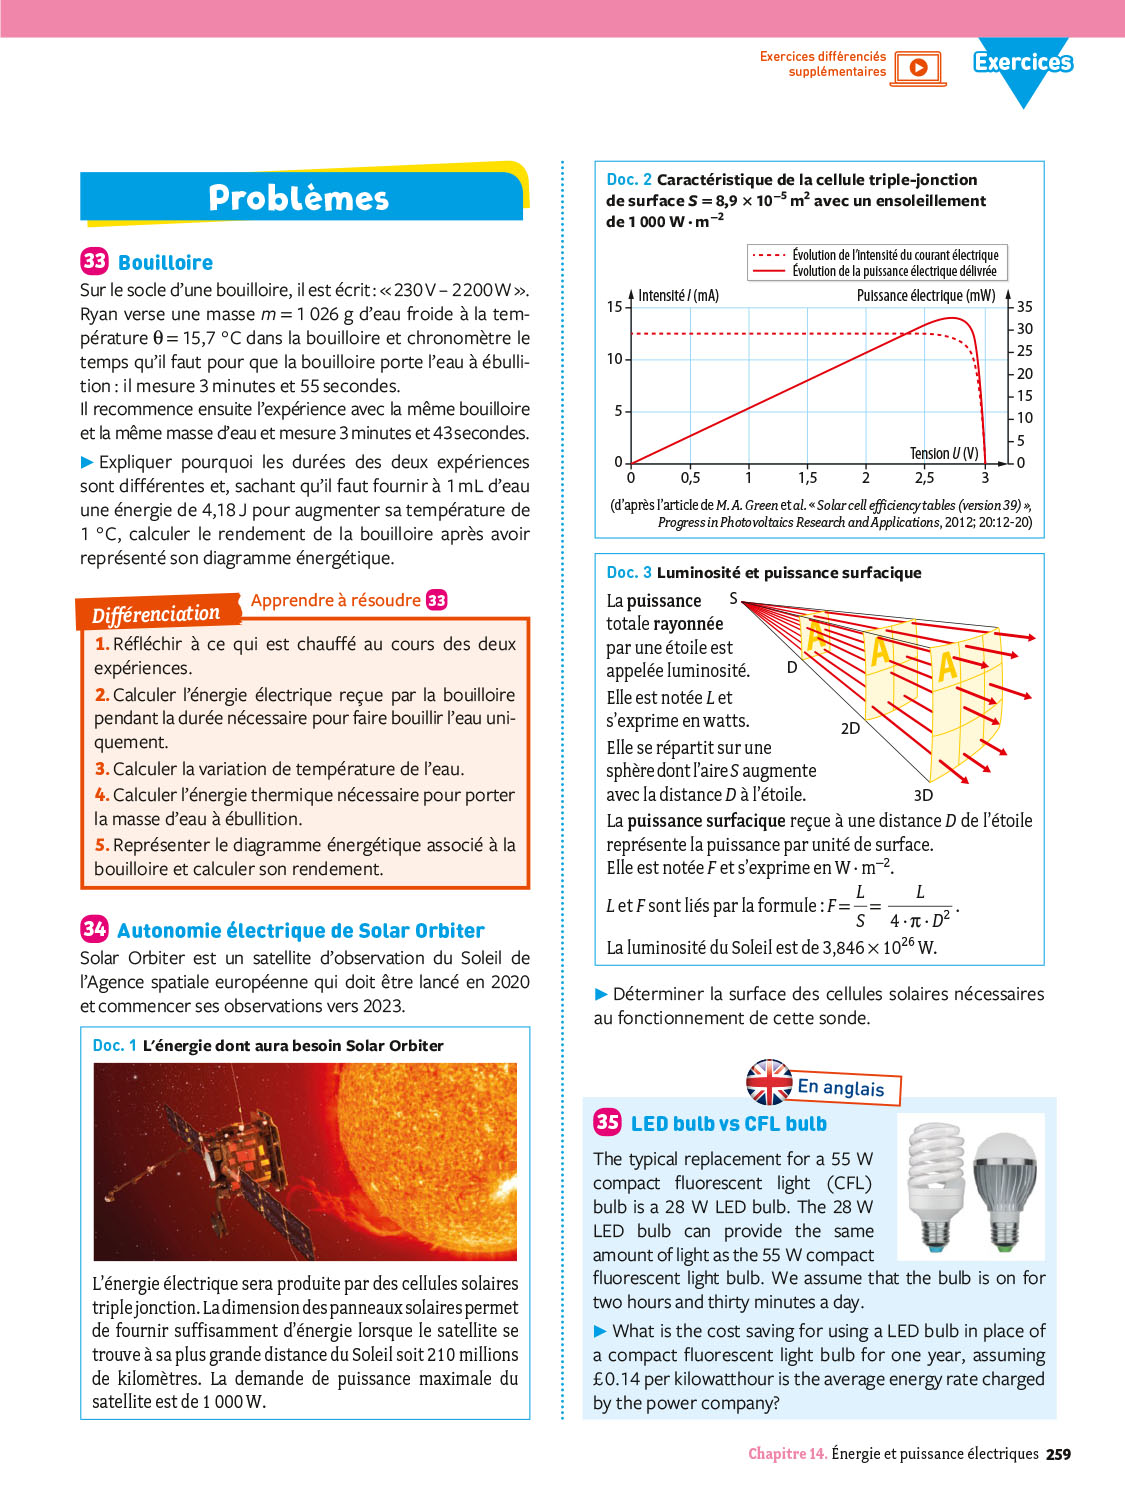 Exercices différenciés
supplémentaires
Exercices
Problèmes
33 Bouilloire
Sur le socle d'une bouilloire, il est écrit : « 230 V – 2 200 W ».
Ryan verse une masse m = 1 026 g d'eau froide à la tem-
pérature θ = 15,7 °C dans la bouilloire et chronomètre le
temps qu'il faut pour que la bouilloire porte l'eau à ébulli-
tion : il mesure 3 minutes et 55 secondes.
Il recommence ensuite l'expérience avec la même bouilloire
et la même masse d'eau et mesure 3 minutes et 43 secondes.
▶ Expliquer pourquoi les durées des deux expériences
sont différentes et, sachant qu'il faut fournir à 1 mL d'eau
une énergie de 4,18 J pour augmenter sa température de
1 °C, calculer le rendement de la bouilloire après avoir
représenté son diagramme énergétique.
Différenciation
Apprendre à résoudre 33
1. Réfléchir à ce qui est chauffé au cours des deux
expériences.
2. Calculer l'énergie électrique reçue par la bouilloire
pendant la durée nécessaire pour faire bouillir l'eau uni-
quement.
3. Calculer la variation de température de l'eau.
4. Calculer l'énergie thermique nécessaire pour porter
la masse d'eau à ébullition.
5. Représenter le diagramme énergétique associé à la
bouilloire et calculer son rendement.
34 Autonomie électrique de Solar Orbiter
Solar Orbiter est un satellite d'observation du Soleil de
l'Agence spatiale européenne qui doit être lancé en 2020
et commencer ses observations vers 2023.
Doc. 1 L'énergie dont aura besoin Solar Orbiter
L'énergie électrique sera produite par des cellules solaires
triple jonction. La dimension des panneaux solaires permet
de fournir suffisamment d'énergie lorsque le satellite se
trouve à sa plus grande distance du Soleil soit 210 millions
de kilomètres. La demande de puissance maximale du
satellite est de 1 000 W.
Doc. 2 Caractéristique de la cellule triple-jonction
de surface S = 8,9 × 10⁻⁵ m² avec un ensoleillement
de 1 000 W · m⁻²
Évolution de l'intensité du courant électrique
Évolution de la puissance électrique délivrée
Intensité I (mA)
Puissance électrique (mW)
15
10
5
0
35
30
25
20
15
10
5
0
Tension U (V)
0 0,5 1 1,5 2 2,5 3
(d'après l'article de M. A. Green et al. « Solar cell efficiency tables (version 39) »,
Progress in Photovoltaics Research and Applications, 2012; 20:12-20)
Doc. 3 Luminosité et puissance surfacique
La puissance
totale rayonnée
par une étoile est
appelée luminosité.
Elle est notée L et
s'exprime en watts.
Elle se répartit sur une
sphère dont l'aire S augmente
avec la distance D à l'étoile.
S
A
A
A
D
2D
3D
La puissance surfacique reçue à une distance D de l'étoile
représente la puissance par unité de surface.
Elle est notée F et s'exprime en W · m⁻².
L et F sont liés par la formule : F = L/S = L/(4 · π · D²) .
La luminosité du Soleil est de 3,846 × 10²⁶ W.
▶ Déterminer la surface des cellules solaires nécessaires
au fonctionnement de cette sonde.
En anglais
35 LED bulb vs CFL bulb
The typical replacement for a 55 W
compact fluorescent light (CFL)
bulb is a 28 W LED bulb. The 28 W
LED bulb can provide the same
amount of light as the 55 W compact
fluorescent light bulb. We assume that the bulb is on for
two hours and thirty minutes a day.
▶ What is the cost saving for using a LED bulb in place of
a compact fluorescent light bulb for one year, assuming
£0.14 per kilowatthour is the average energy rate charged
by the power company?
Chapitre 14. Énergie et puissance électriques 259